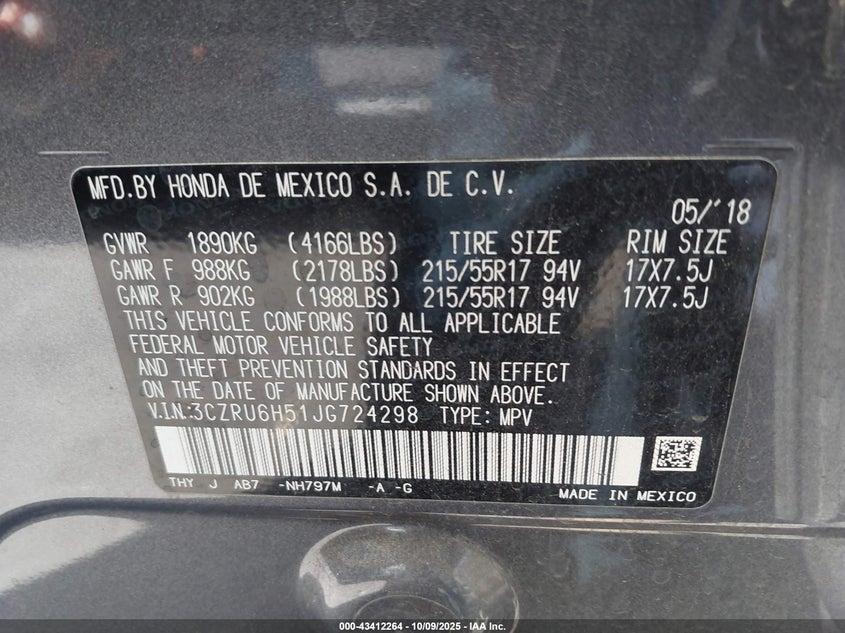 MFD.BY HONDA DE MEXICO S.A. DE C.V.
05/'18
GVWR 1890KG (4166LBS) TIRE SIZE RIM SIZE
GAWR F 988KG (2178LBS) 215/55R17 94V 17X7.5J
GAWR R 902KG (1988LBS) 215/55R17 94V 17X7.5J
THIS VEHICLE CONFORMS TO ALL APPLICABLE
FEDERAL MOTOR VEHICLE SAFETY
AND THEFT PREVENTION STANDARDS IN EFFECT
ON THE DATE OF MANUFACTURE SHOWN ABOVE.
V.I.N.:3CZRU6H51JG724298 TYPE: MPV
THY J AB7 -NH797M -A -G
MADE IN MEXICO
000-43412264 - 10/09/2025 - IAA Inc.